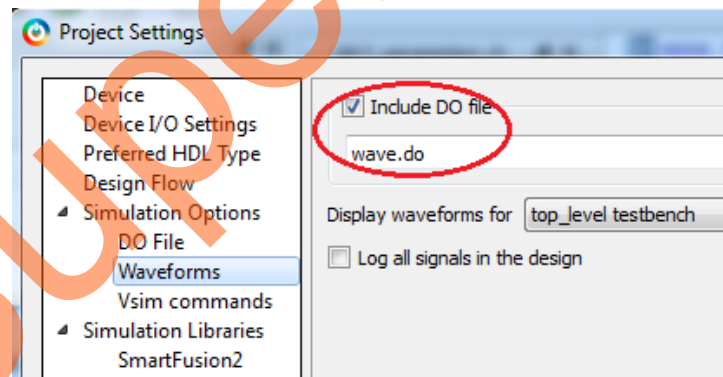 Project Settings
Device
Device I/O Settings
Preferred HDL Type
Design Flow
Simulation Options
DO File
Waveforms
Vsim commands
Simulation Libraries
SmartFusion2
Include DO file
wave.do
Display waveforms for top_level testbench
Log all signals in the design